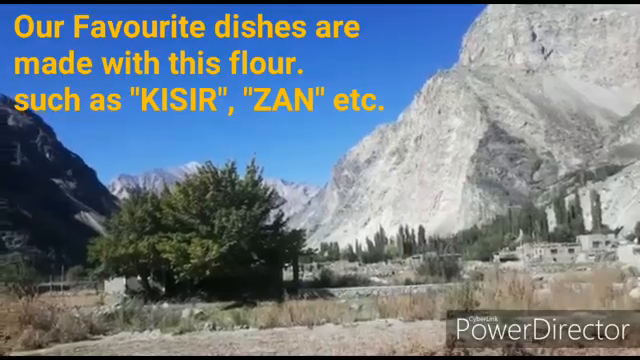 Our Favourite dishes are
made with this flour.
such as "KISIR", "ZAN" etc.
CyberLink
PowerDirector